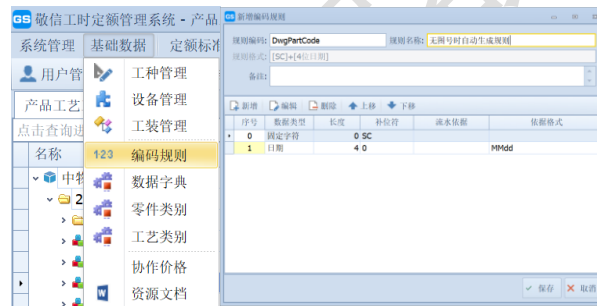 GS 敬信工时定额管理系统 - 产品
系统管理 基础数据 定额标准
用户管 工种管理
设备管理
产品工艺 工装管理
点击查询进
名称 123 编码规则
中物 数据字典
2 零件类别
工艺类别
协作价格
资源文档
GS 新增编码规则
规则编码: DwgPartCode 规则名称: 无图号时自动生成规则
规则格式: [SC]+[4位日期]
备注:
新增 编辑 删除 上移 下移
序号 数据类型 长度 补位符 流水依据 依据格式
0 固定字符 0 SC
1 日期 4 0 MMdd
保存 取消